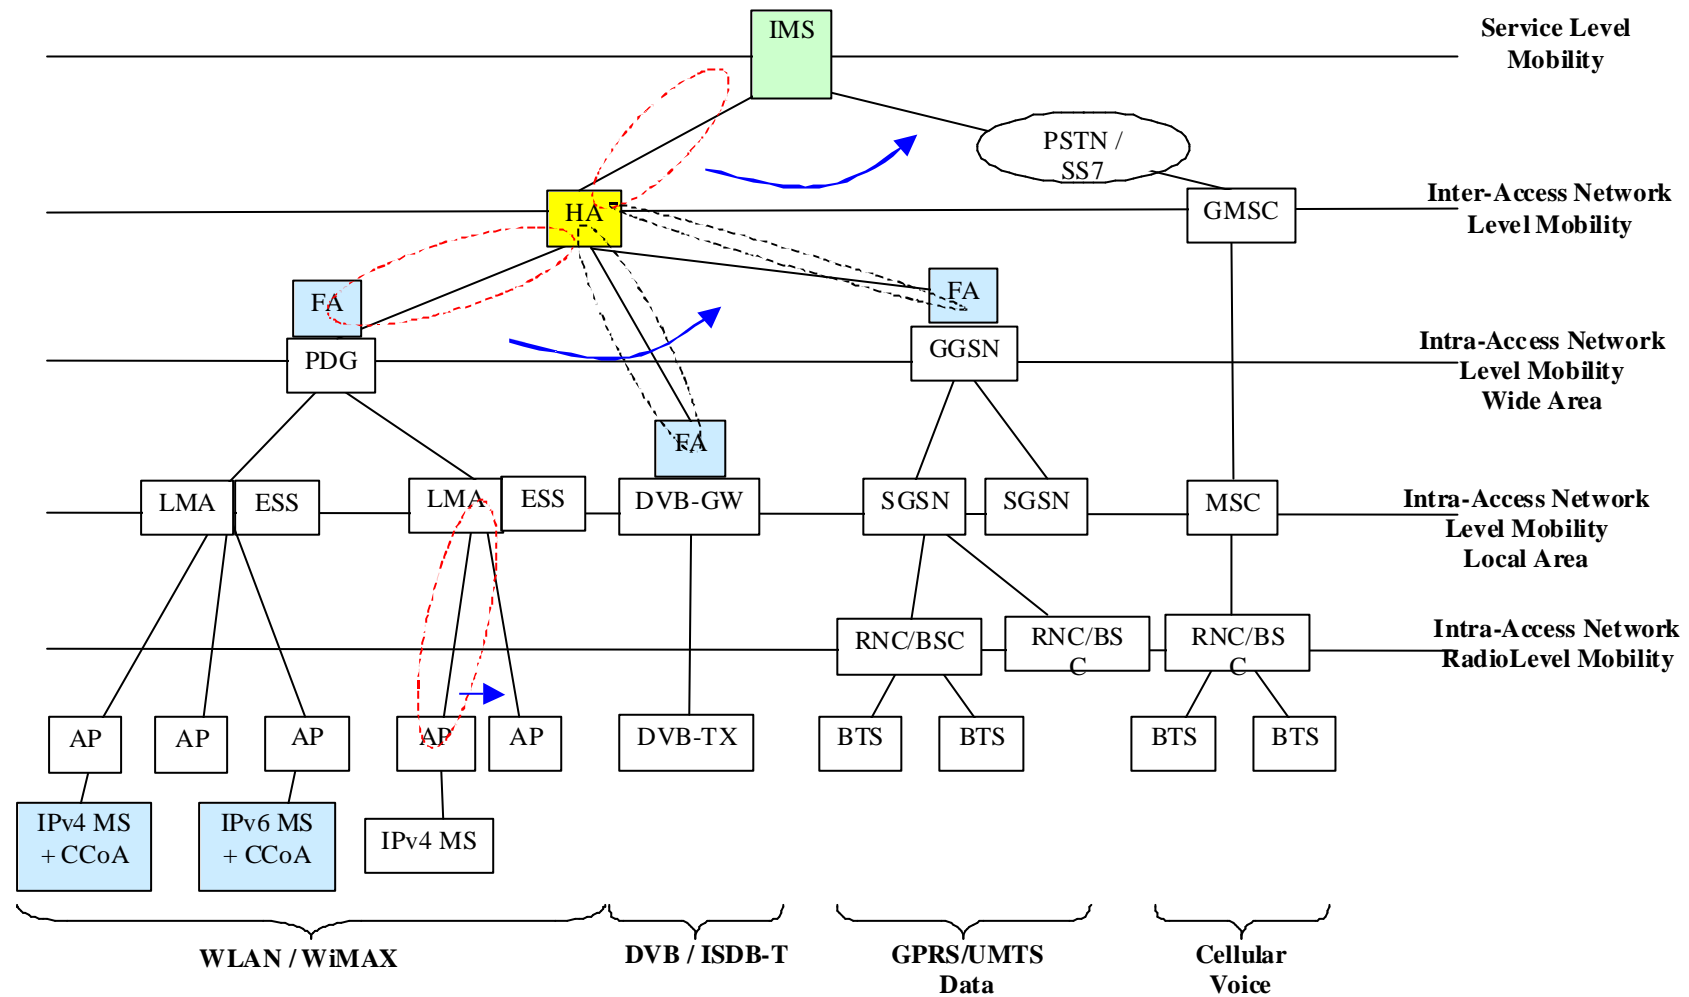 IMS
Service Level
Mobility
PSTN /
SS7
HA
GMSC
Inter-Access Network
Level Mobility
FA
FA
PDG
GGSN
Intra-Access Network
Level Mobility
Wide Area
FA
LMA
ESS
LMA
ESS
DVB-GW
SGSN
SGSN
MSC
Intra-Access Network
Level Mobility
Local Area
RNC/BSC
RNC/BS
C
RNC/BS
C
Intra-Access Network
RadioLevel Mobility
AP
AP
AP
AP
AP
DVB-TX
BTS
BTS
BTS
BTS
IPv4 MS
+ CCoA
IPv6 MS
+ CCoA
IPv4 MS
WLAN / WiMAX
DVB / ISDB-T
GPRS/UMTS
Data
Cellular
Voice